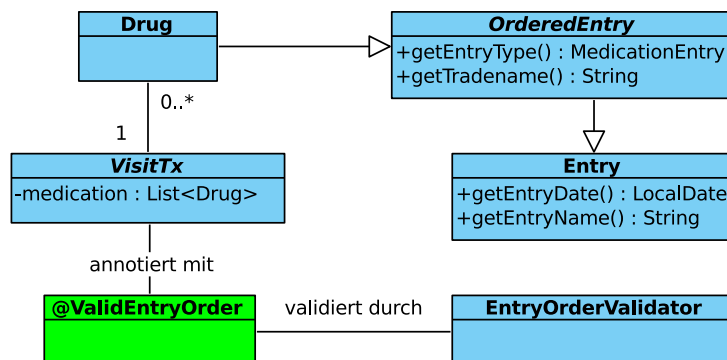 Drug
OrderedEntry
+getEntryType() : MedicationEntry
+getTradename() : String
0..*
1
VisitTx
-medication : List<Drug>
Entry
+getEntryDate() : LocalDate
+getEntryName() : String
annotiert mit
@ValidEntryOrder
validiert durch
EntryOrderValidator